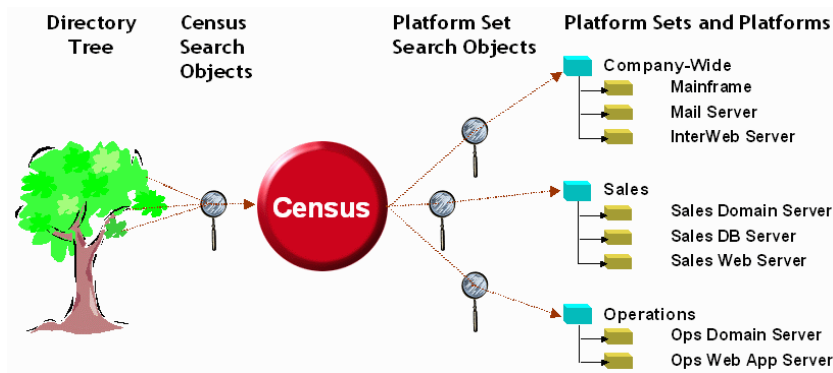 Directory
Tree
Census
Search
Objects
Platform Set
Search Objects
Platform Sets and Platforms
Census
Company-Wide
Mainframe
Mail Server
InterWeb Server
Sales
Sales Domain Server
Sales DB Server
Sales Web Server
Operations
Ops Domain Server
Ops Web App Server